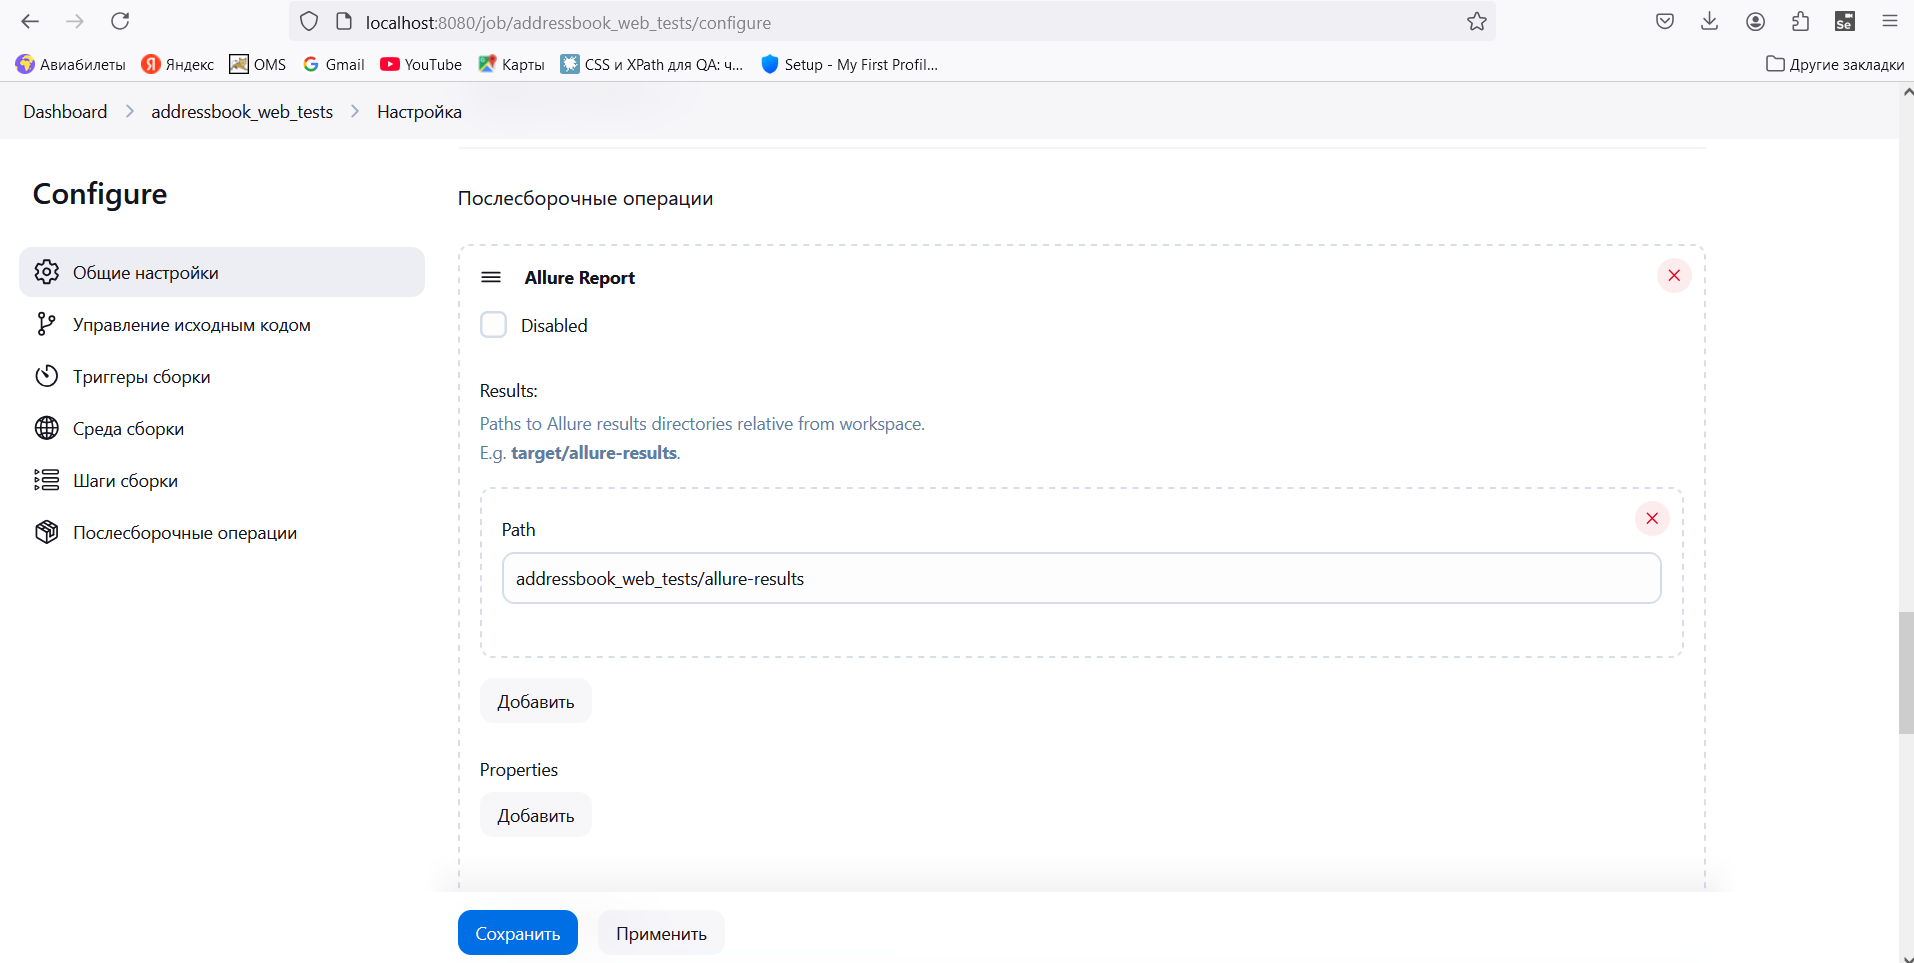 localhost:8080/job/addressbook_web_tests/configure
Se
Авиабилеты
Яндекс
OMS
Gmail
YouTube
Карты
CSS и XPath для QA: ч...
Setup - My First Profil...
Другие закладки
Dashboard
addressbook_web_tests
Настройка
Configure
Общие настройки
Управление исходным кодом
Триггеры сборки
Среда сборки
Шаги сборки
Послесборочные операции
Послесборочные операции
Allure Report
Disabled
Results:
Paths to Allure results directories relative from workspace.
E.g. target/allure-results.
Path
addressbook_web_tests/allure-results
Добавить
Properties
Добавить
Сохранить
Применить